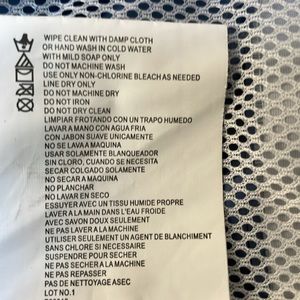 WIPE CLEAN WITH DAMP CLOTH
OR HAND WASH IN COLD WATER
WITH MILD SOAP ONLY
DO NOT MACHINE WASH
USE ONLY NON-CHLORINE BLEACH AS NEEDED
LINE DRY ONLY
DO NOT MACHINE DRY
DO NOT IRON
DO NOT DRY CLEAN
LIMPIAR FROTANDO CON UN TRAPO HUMEDO
LAVAR A MANO CON AGUA FRIA
CON JABON SUAVE UNICAMENTE
NO SE LAVA A MAQUINA
USAR SOLAMENTE BLANQUEADOR
SIN CLORO, CUANDO SE NECESITA
SECAR COLGADO SOLAMENTE
NO SECAR A MAQUINA
NO PLANCHAR
NO LAVAR EN SECO
ESSUYER AVEC UN TISSU HUMIDE PROPRE
LAVER A LA MAIN DANS L'EAU FROIDE
AVEC SAVON DOUX SEULEMENT
NE PAS LAVER A LA MACHINE
UTILISER SEULEMENT UN AGENT DE BLANCHIMENT
SANS CHLORE SI NECESSAIRE
SUSPENDRE POUR SECHER
NE PAS SECHER A LA MACHINE
NE PAS REPASSER
PAS DE NETTOYAGE ASEC
LOT NO.1